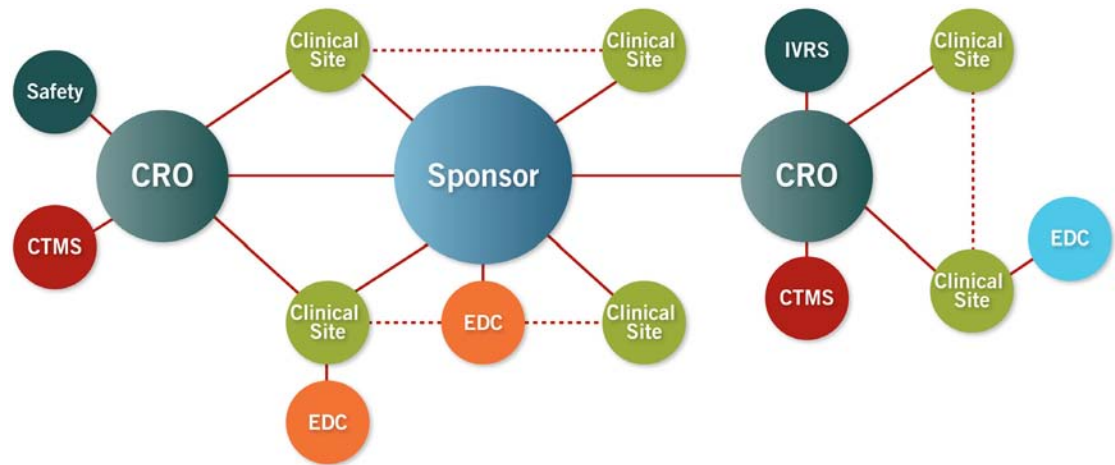 Clinical
Site
Clinical
Site
IVRS
Clinical
Site
Safety
CRO
Sponsor
CRO
CTMS
EDC
Clinical
Site
EDC
Clinical
Site
CTMS
Clinical
Site
EDC